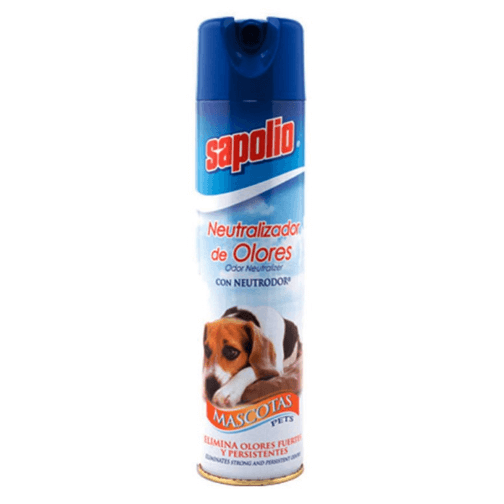 sapolio®
Neutralizador
de Olores
Odor Neutralizer
CON NEUTRODOR®
MASCOTAS
PETS
ELIMINA OLORES FUERTES
Y PERSISTENTES
ELIMINATES STRONG AND PERSISTENT ODORS